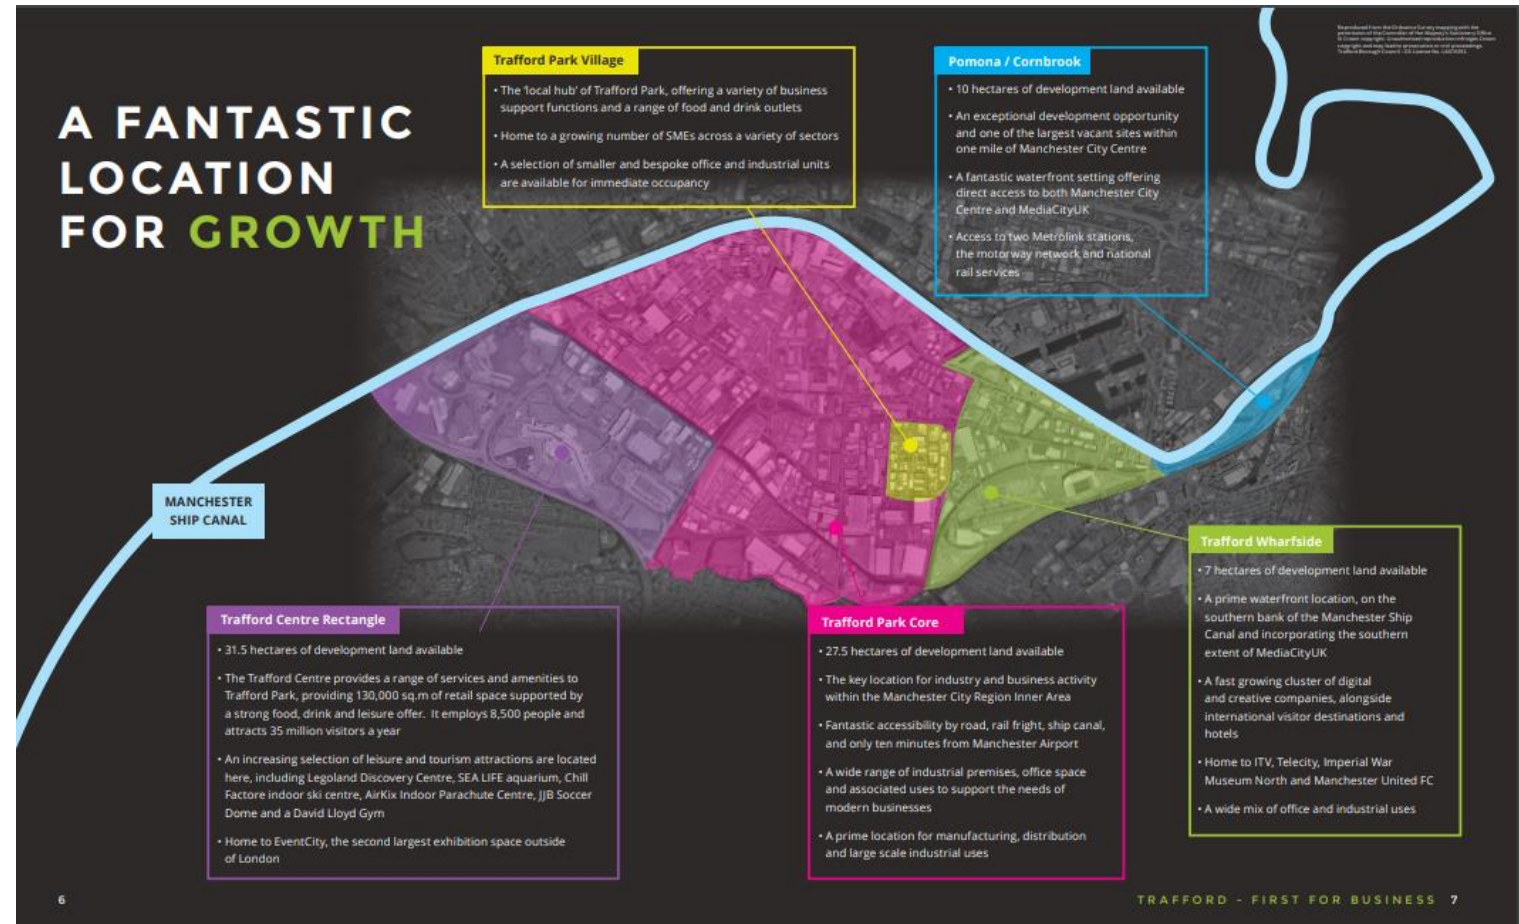 A FANTASTIC
LOCATION
FOR GROWTH
Trafford Park Village
• The ‘local hub’ of Trafford Park, offering a variety of business
support functions and a range of food and drink outlets
• Home to a growing number of SMEs across a variety of sectors
• A selection of smaller and bespoke office and industrial units
are available for immediate occupancy
Pomona / Cornbrook
• 10 hectares of development land available
• An exceptional development opportunity
and one of the largest vacant sites within
one mile of Manchester City Centre
• A fantastic waterfront setting offering
direct access to both Manchester City
Centre and MediaCityUK
• Access to two Metrolink stations,
the motorway network and national
rail services
MANCHESTER
SHIP CANAL
Trafford Centre Rectangle
• 31.5 hectares of development land available
• The Trafford Centre provides a range of services and amenities to
Trafford Park, providing 130,000 sq.m of retail space supported by
a strong food, drink and leisure offer. It employs 8,500 people and
attracts 35 million visitors a year
• An increasing selection of leisure and tourism attractions are located
here, including Legoland Discovery Centre, SEA LIFE aquarium, Chill
Factore indoor ski centre, AirKix Indoor Parachute Centre, JJB Soccer
Dome and a David Lloyd Gym
• Home to EventCity, the second largest exhibition space outside
of London
Trafford Park Core
• 27.5 hectares of development land available
• The key location for industry and business activity
within the Manchester City Region Inner Area
• Fantastic accessibility by road, rail fright, ship canal,
and only ten minutes from Manchester Airport
• A wide range of industrial premises, office space
and associated uses to support the needs of
modern businesses
• A prime location for manufacturing, distribution
and large scale industrial uses
Trafford Wharfside
• 7 hectares of development land available
• A prime waterfront location, on the
southern bank of the Manchester Ship
Canal and incorporating the southern
extent of MediaCityUK
• A fast growing cluster of digital
and creative companies, alongside
international visitor destinations and
hotels
• Home to ITV, Telecity, Imperial War
Museum North and Manchester United FC
• A wide mix of office and industrial uses
6
TRAFFORD - FIRST FOR BUSINESS 7